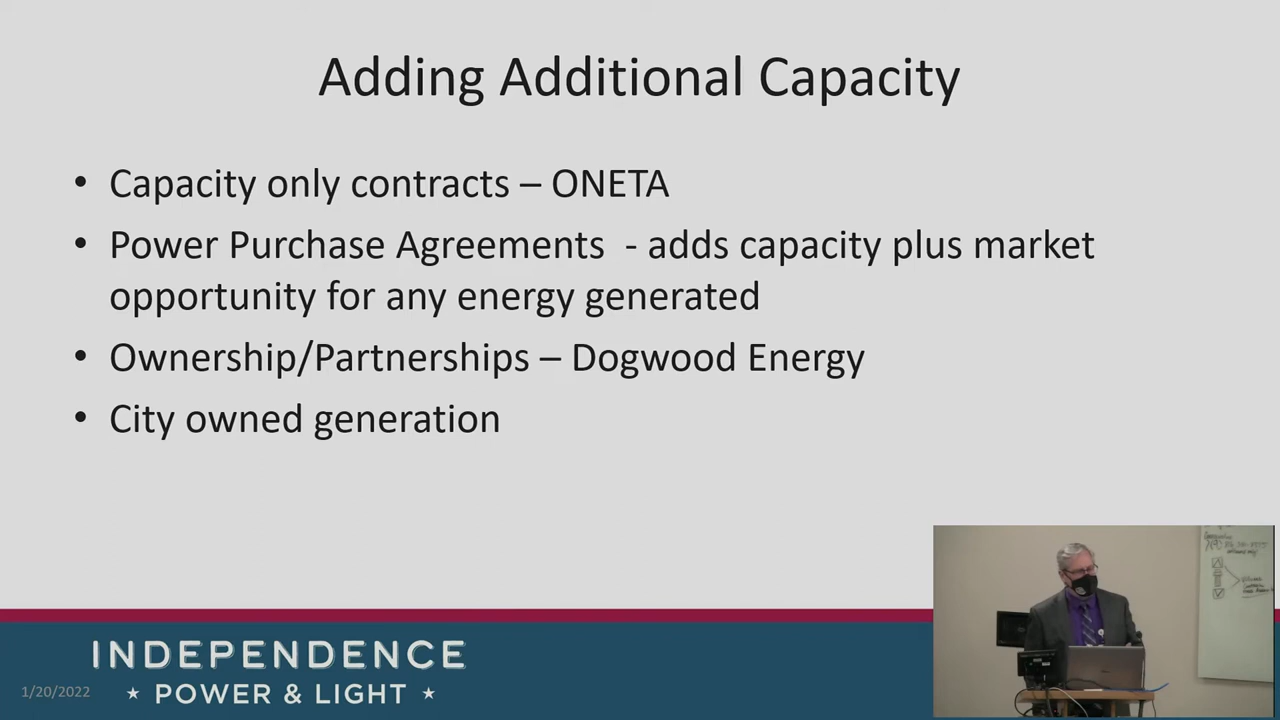 Adding Additional Capacity
• Capacity only contracts – ONETA
• Power Purchase Agreements  - adds capacity plus market
opportunity for any energy generated
• Ownership/Partnerships – Dogwood Energy
• City owned generation
INDEPENDENCE
1/20/2022
★ POWER & LIGHT ★